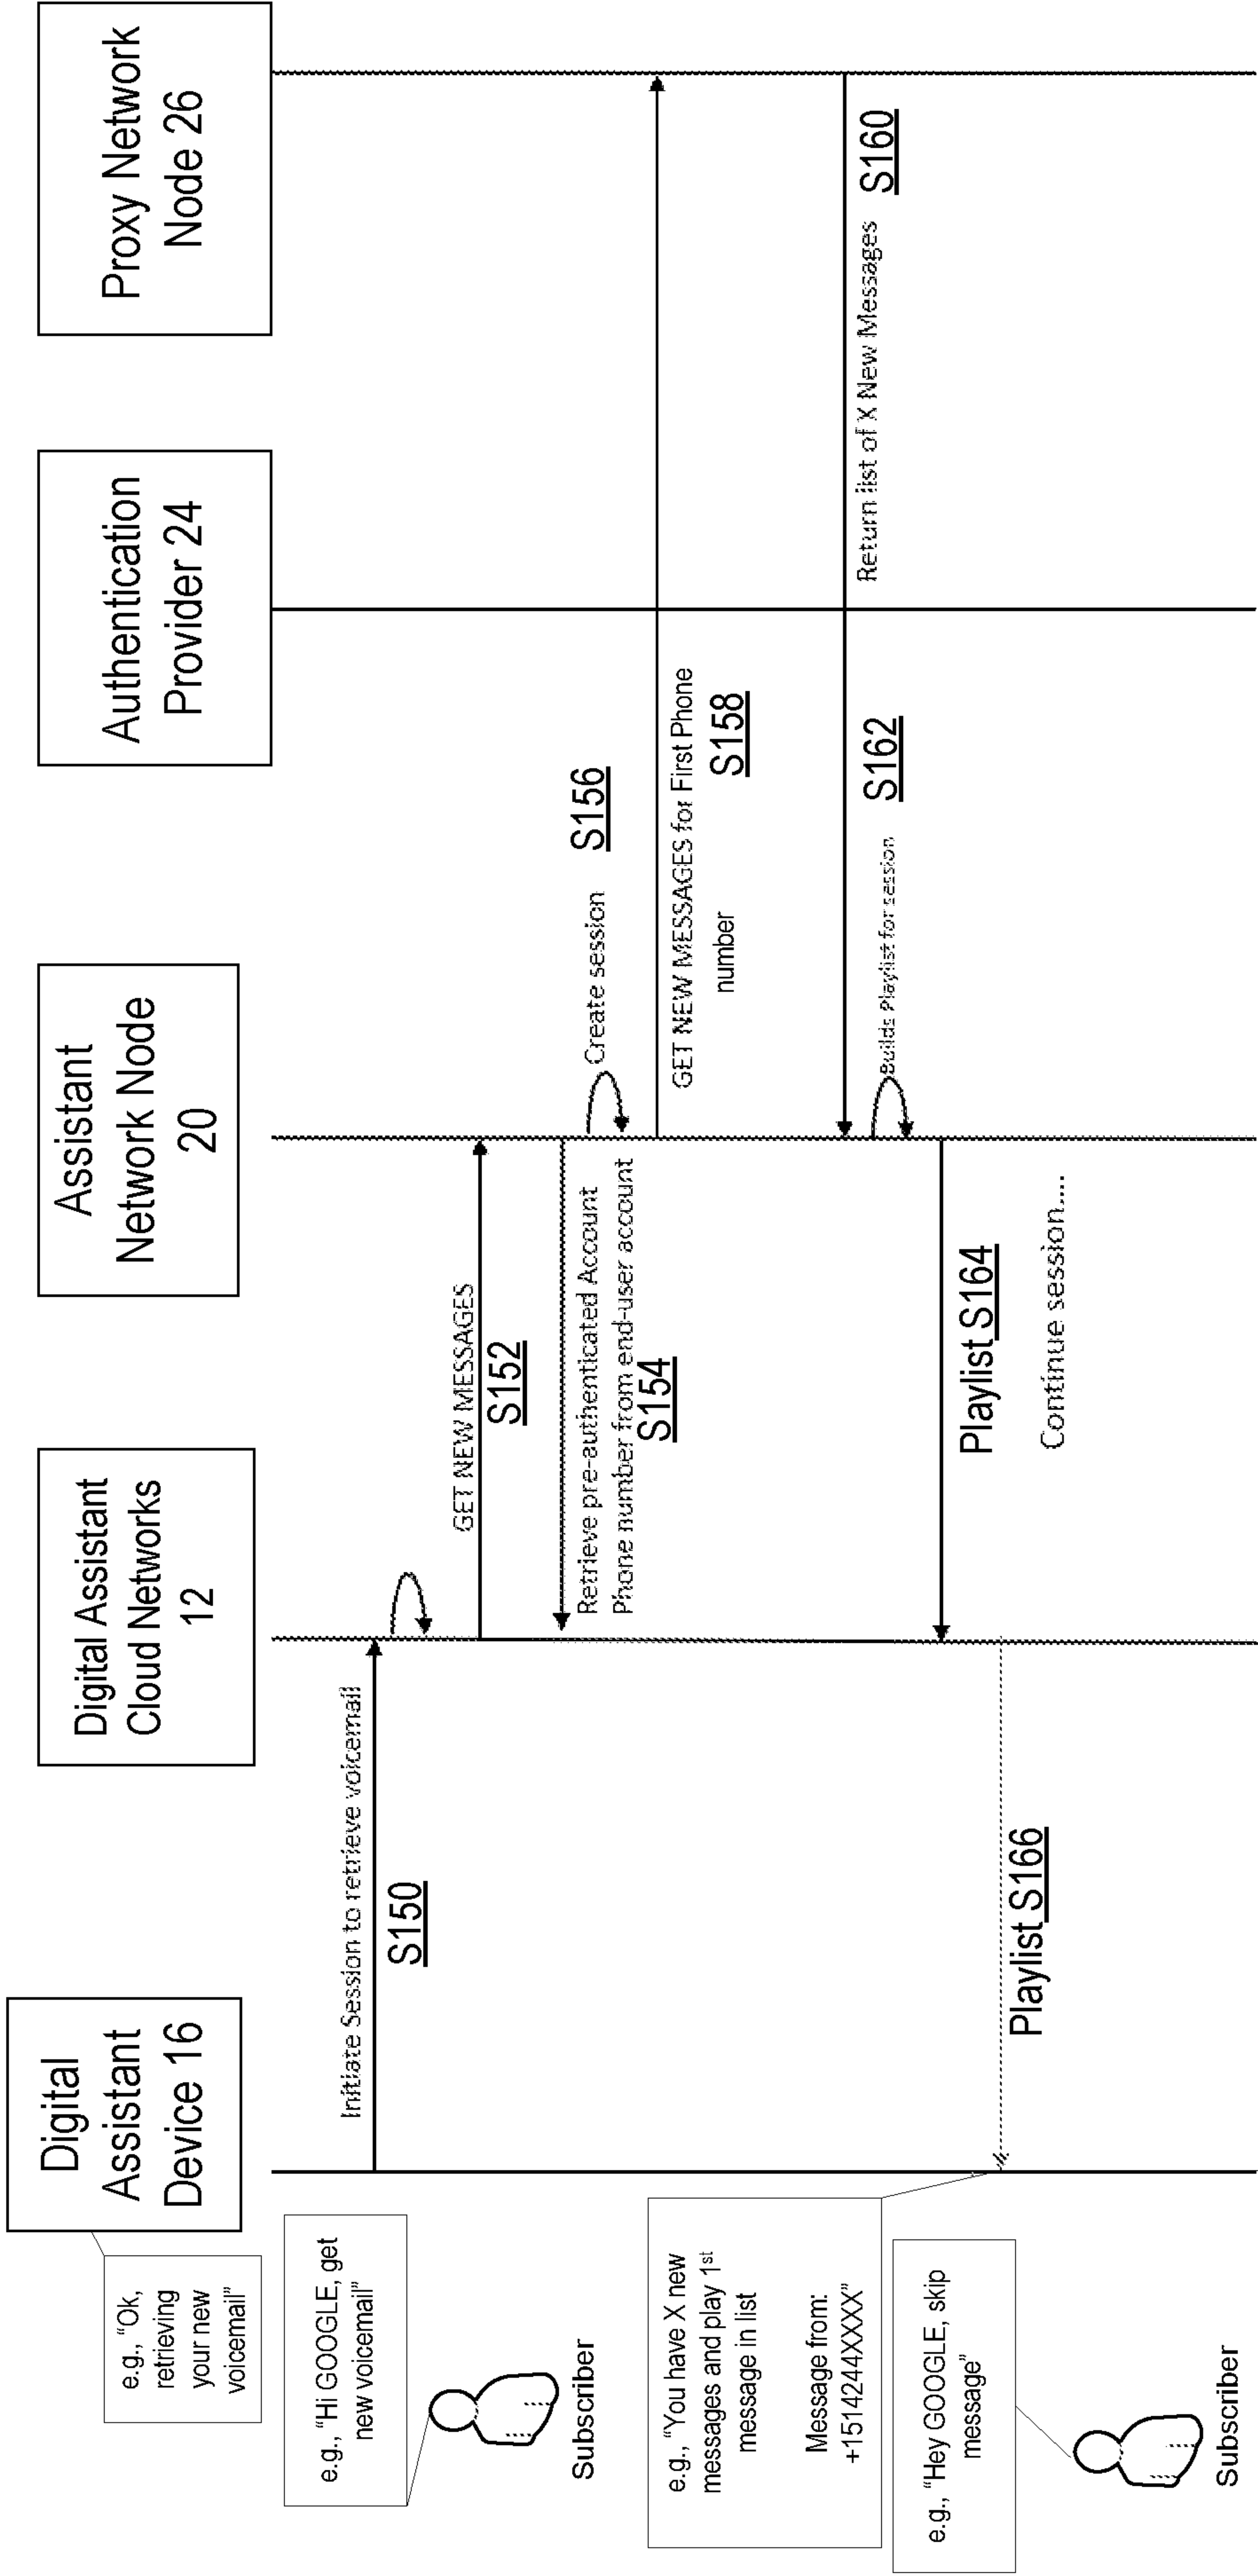 Digital
Assistant
Device 16
Digital Assistant
Cloud Networks
12
Assistant
Network Node
20
Authentication
Provider 24
Proxy Network
Node 26
e.g., “Ok,
retrieving
your new
voicemail”
e.g., “Hi GOOGLE, get
new voicemail”
Subscriber
Initiate Session to retrieve voicemail
S150
GET NEW MESSAGES
S152
Retrieve pre-authenticated Account
Phone number from end-user account
S154
Create session
S156
GET NEW MESSAGES for First Phone
number
S158
Return list of X New Messages
S160
Builds Playlist for session
S162
Playlist S164
Continue session....
Playlist S166
e.g., “You have X new
messages and play 1st
message in list
Message from:
+1514244XXXX”
e.g., “Hey GOOGLE, skip
message”
Subscriber